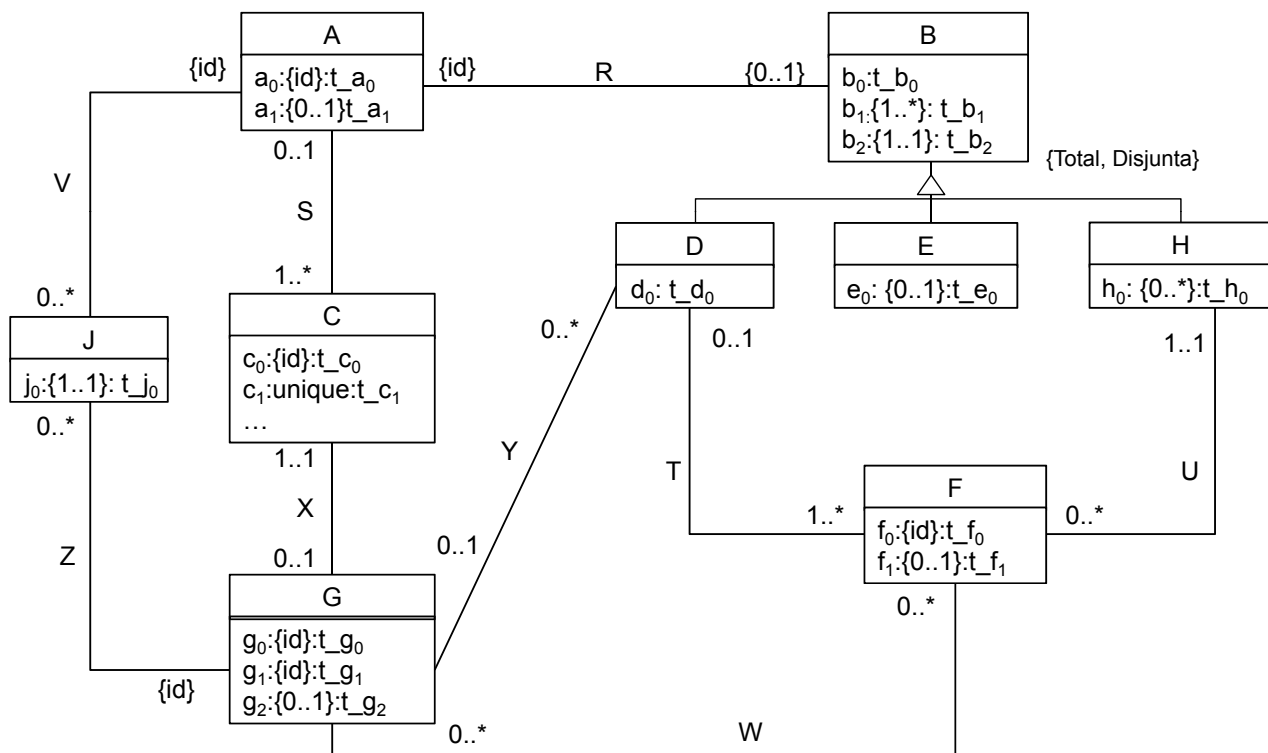 A
a₀:{id}:t_a₀
a₁:{0..1}t_a₁
{id}
{id}
R
{0..1}
B
b₀:t_b₀
b₁:{1..*}: t_b₁
b₂:{1..1}: t_b₂
{Total, Disjunta}
V
0..1
S
1..*
0..*
D
d₀: t_d₀
E
e₀: {0..1}:t_e₀
H
h₀: {0..*}:t_h₀
J
j₀:{1..1}: t_j₀
C
c₀:{id}:t_c₀
c₁:unique:t_c₁
…
0..*
0..1
1..1
0..*
1..1
Y
T
U
Z
X
0..1
0..1
1..*
0..*
F
f₀:{id}:t_f₀
f₁:{0..1}:t_f₁
0..*
G
g₀:{id}:t_g₀
g₁:{id}:t_g₁
g₂:{0..1}:t_g₂
{id}
0..*
W